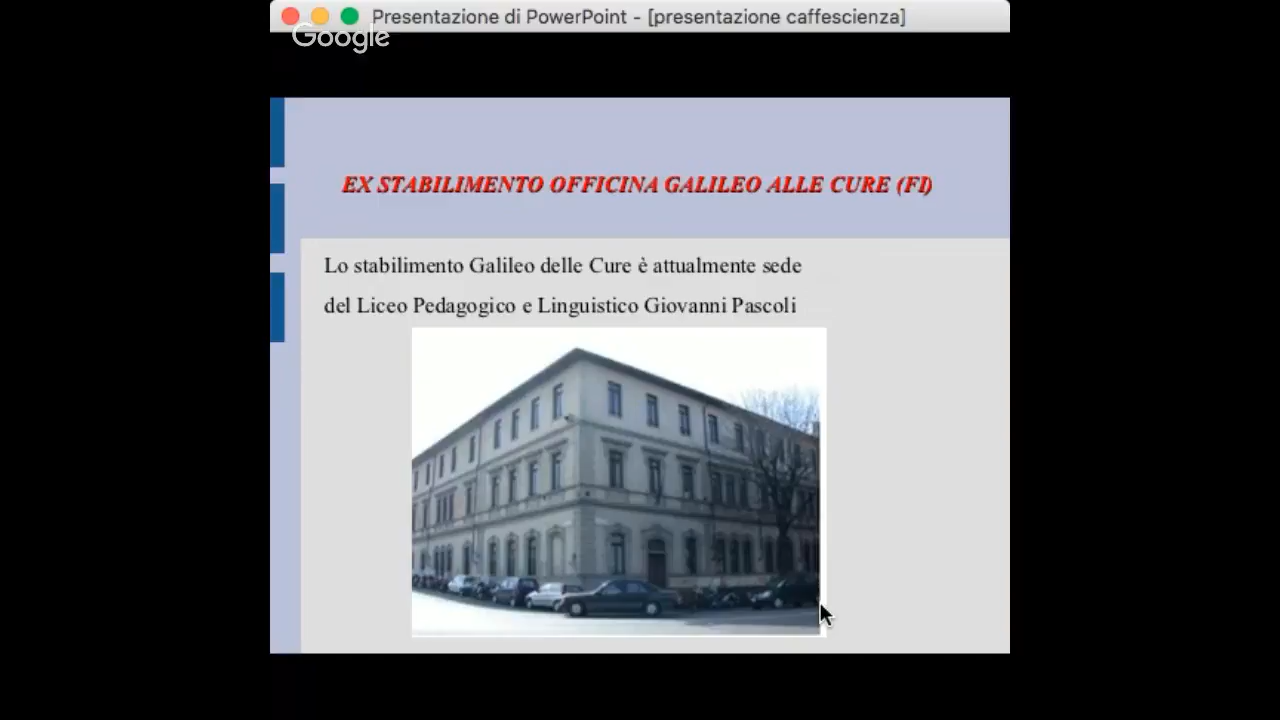 Presentazione di PowerPoint - [presentazione caffescienza]
Google
EX STABILIMENTO OFFICINA GALILEO ALLE CURE (FI)
Lo stabilimento Galileo delle Cure è attualmente sede
del Liceo Pedagogico e Linguistico Giovanni Pascoli